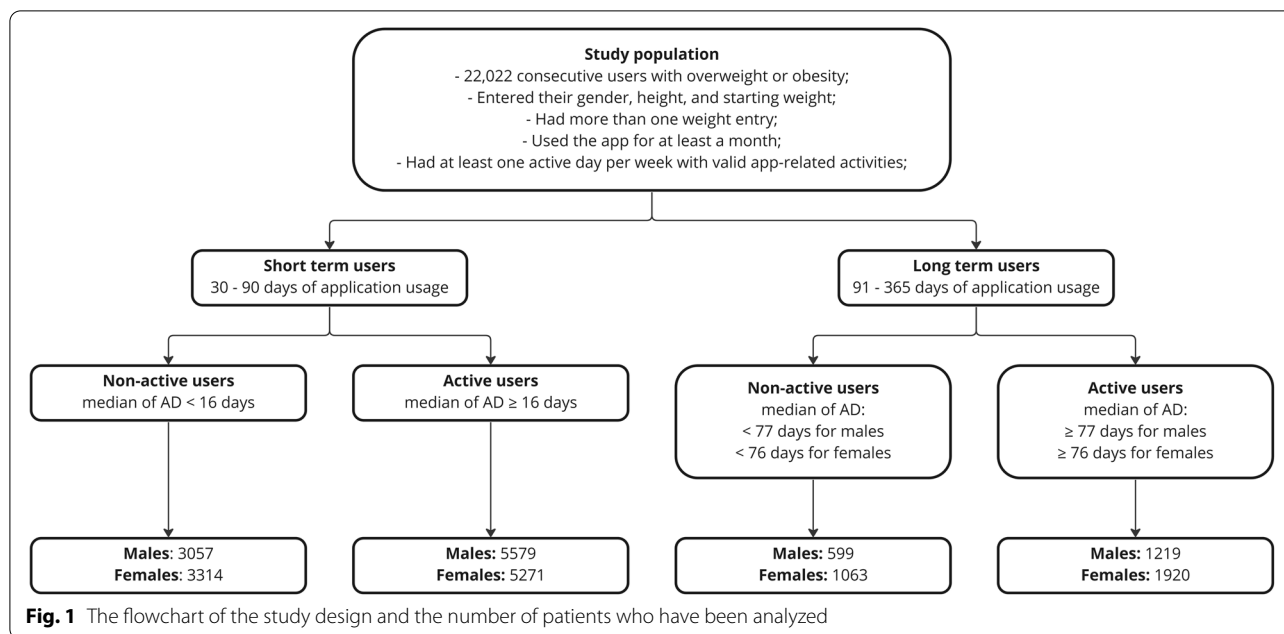 Study population
- 22,022 consecutive users with overweight or obesity;
- Entered their gender, height, and starting weight;
- Had more than one weight entry;
- Used the app for at least a month;
- Had at least one active day per week with valid app-related activities;
Short term users
30 - 90 days of application usage
Long term users
91 - 365 days of application usage
Non-active users
median of AD < 16 days
Active users
median of AD ≥ 16 days
Non-active users
median of AD:
< 77 days for males
< 76 days for females
Active users
median of AD:
≥ 77 days for males
≥ 76 days for females
Males: 3057
Females: 3314
Males: 5579
Females: 5271
Males: 599
Females: 1063
Males: 1219
Females: 1920
Fig. 1 The flowchart of the study design and the number of patients who have been analyzed